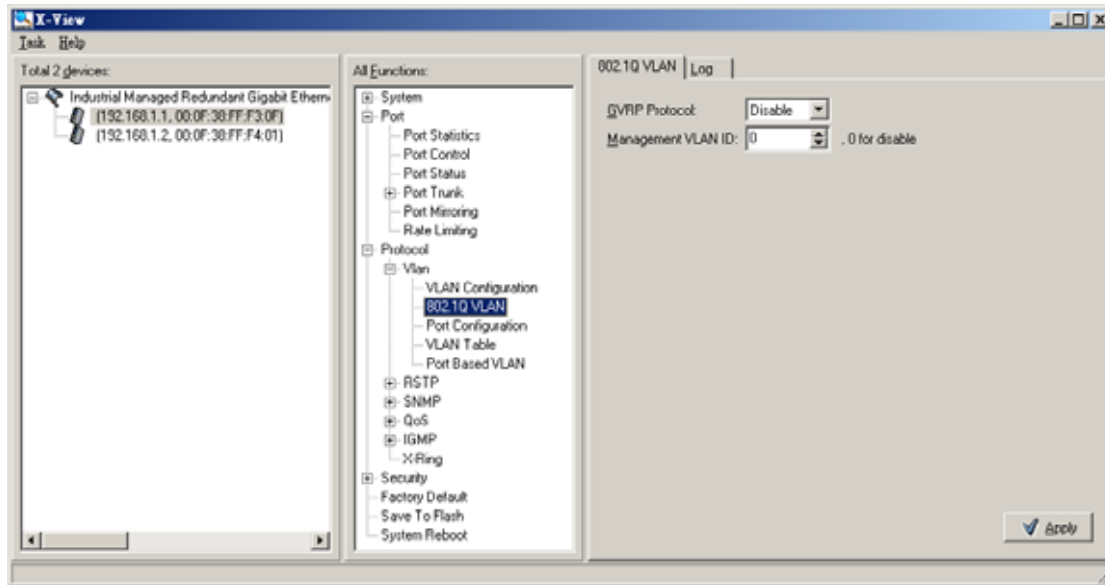 X-View
Task Help
Total 2 devices:
Industrial Managed Redundant Gigabit Ethern
(192.168.1.1, 00:0F:38:FF:F3:0F)
(192.168.1.2, 00:0F:38:FF:F4:01)
All Functions:
System
Port
Port Statistics
Port Control
Port Status
Port Trunk
Port Mirroring
Rate Limiting
Protocol
Vlan
VLAN Configuration
802.1Q VLAN
Port Configuration
VLAN Table
Port Based VLAN
RSTP
SNMP
QoS
IGMP
X-Ring
Security
Factory Default
Save To Flash
System Reboot
802.1Q VLAN Log
GVRP Protocol: Disable
Management VLAN ID: 0 , 0 for disable
Apply